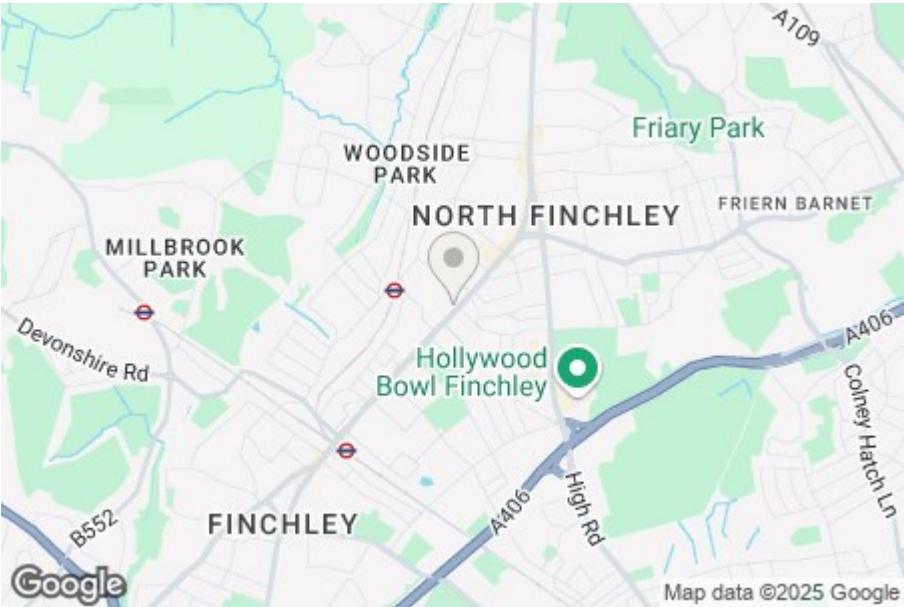 A109
Friary Park
WOODSIDE
PARK
NORTH FINCHLEY
FRIERN BARNET
MILLBROOK
PARK
Devonshire Rd
A406
Hollywood
Bowl Finchley
Colney Hatch Ln
High Rd
A406
B552
FINCHLEY
Google
Map data ©2025 Google